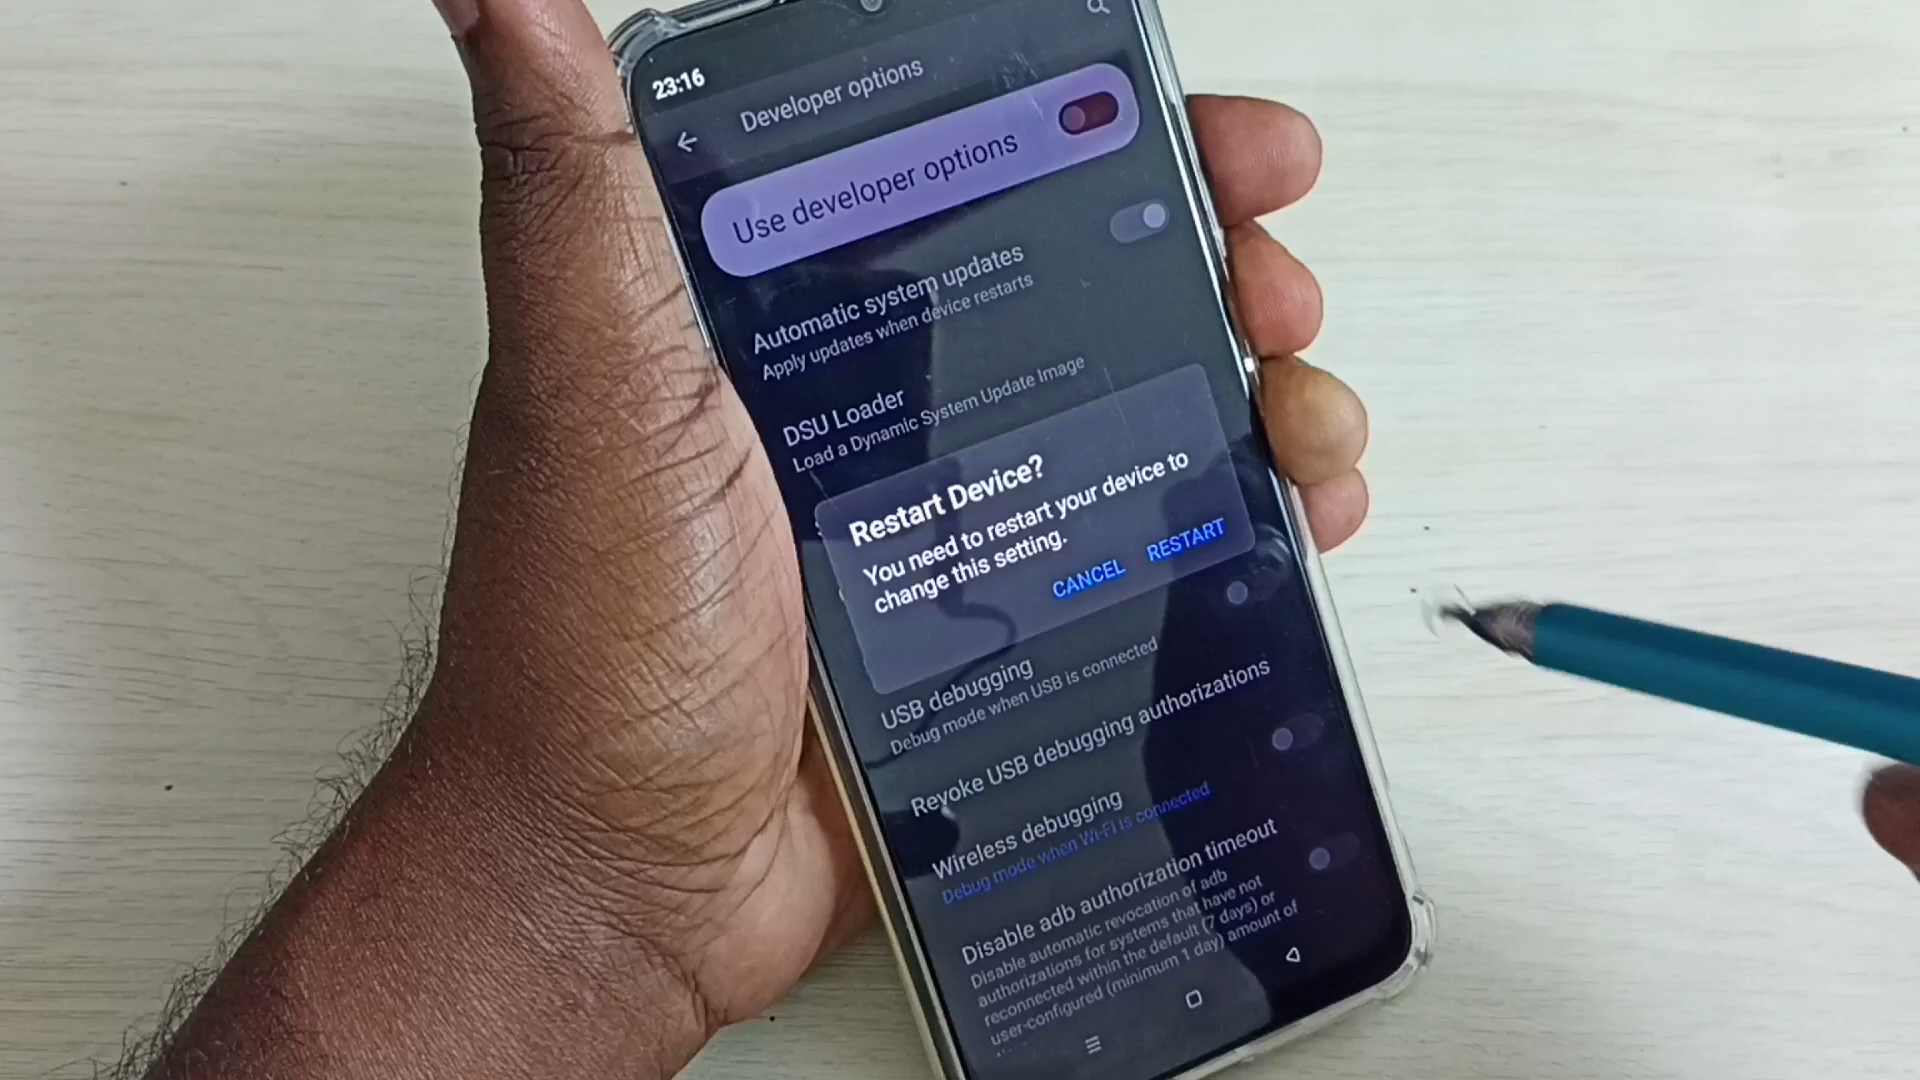 23:16
Developer options
Use developer options
Automatic system updates
Apply updates when device restarts
DSU Loader
Load a Dynamic System Update Image
Restart Device?
You need to restart your device to
change this setting.
CANCEL RESTART
USB debugging
Debug mode when USB is connected
Revoke USB debugging authorizations
Wireless debugging
Debug mode when Wi-Fi is connected
Disable adb authorization timeout
Disable automatic revocation of adb
authorizations for systems that have not
reconnected within the default (7 days) or
user-configured (minimum 1 day) amount of